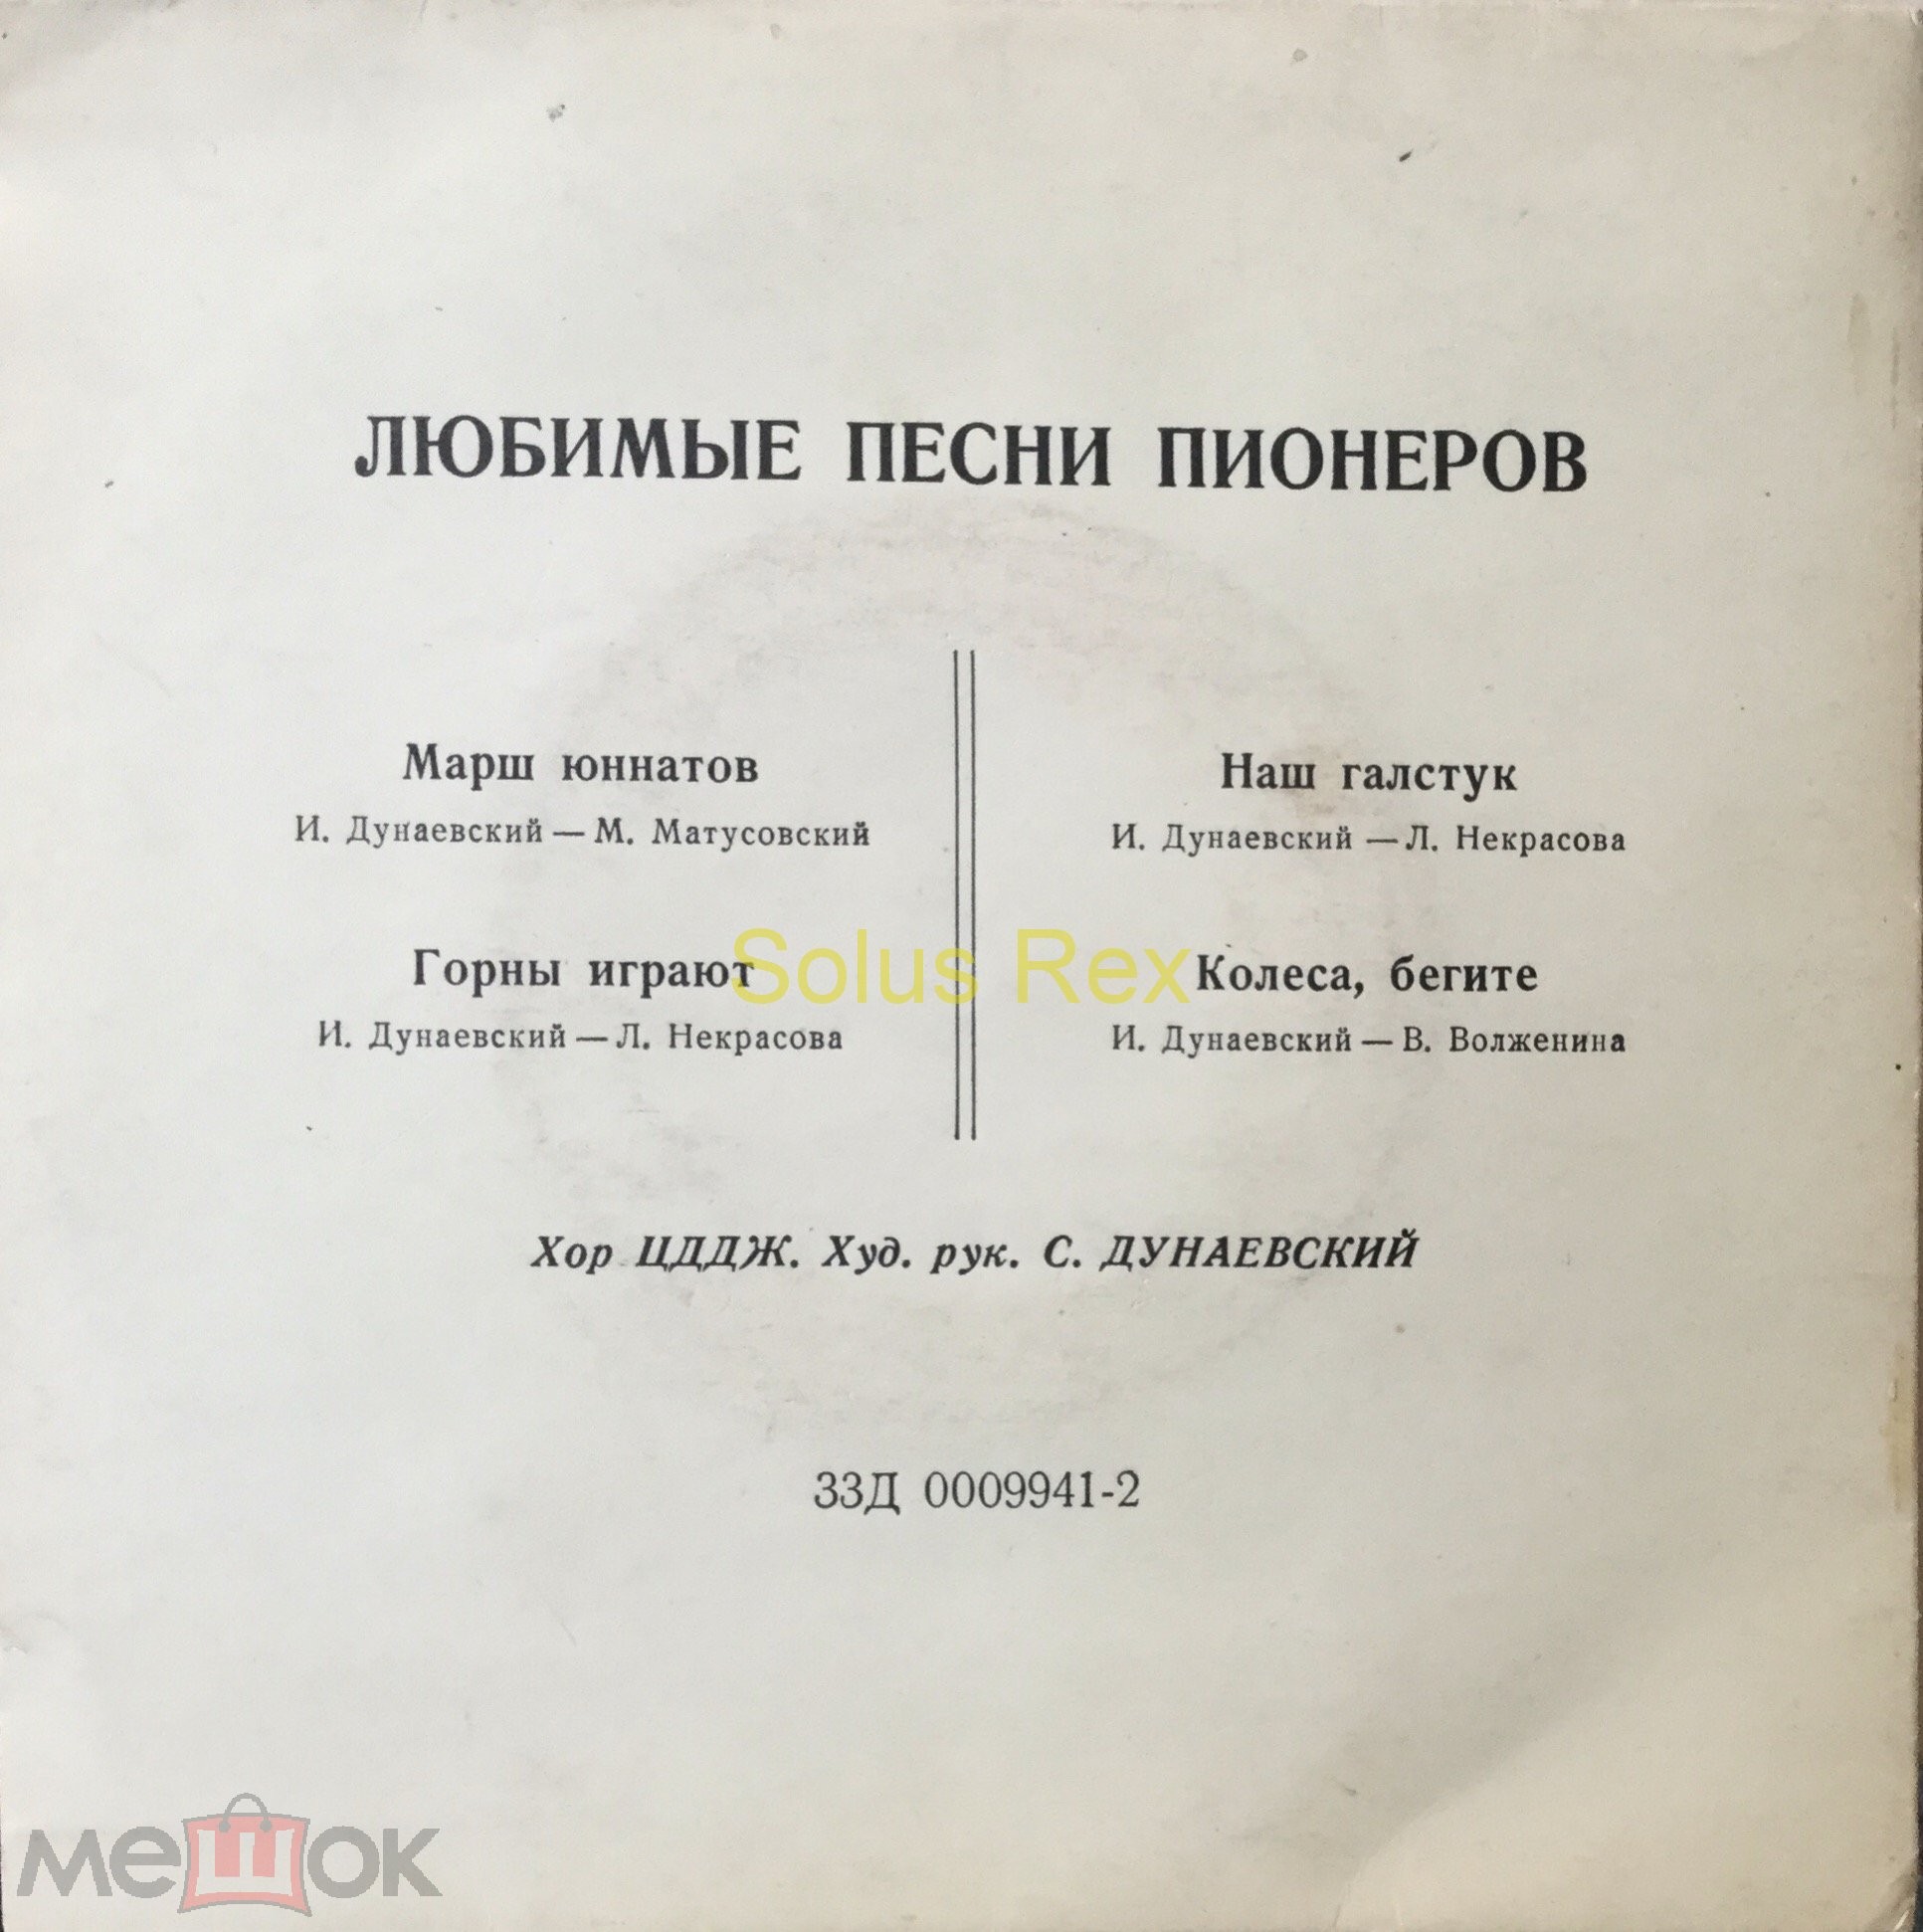 ЛЮБИМЫЕ ПЕСНИ ПИОНЕРОВ
Марш юннатов
И. Дунаевский — М. Матусовский
Горны играют
И. Дунаевский — Л. Некрасова
Наш галстук
И. Дунаевский — Л. Некрасова
Колеса, бегите
И. Дунаевский — В. Волженина
Solus Rex
Хор ЦДДЖ. Худ. рук. С. ДУНАЕВСКИЙ
33Д 0009941-2
мешок